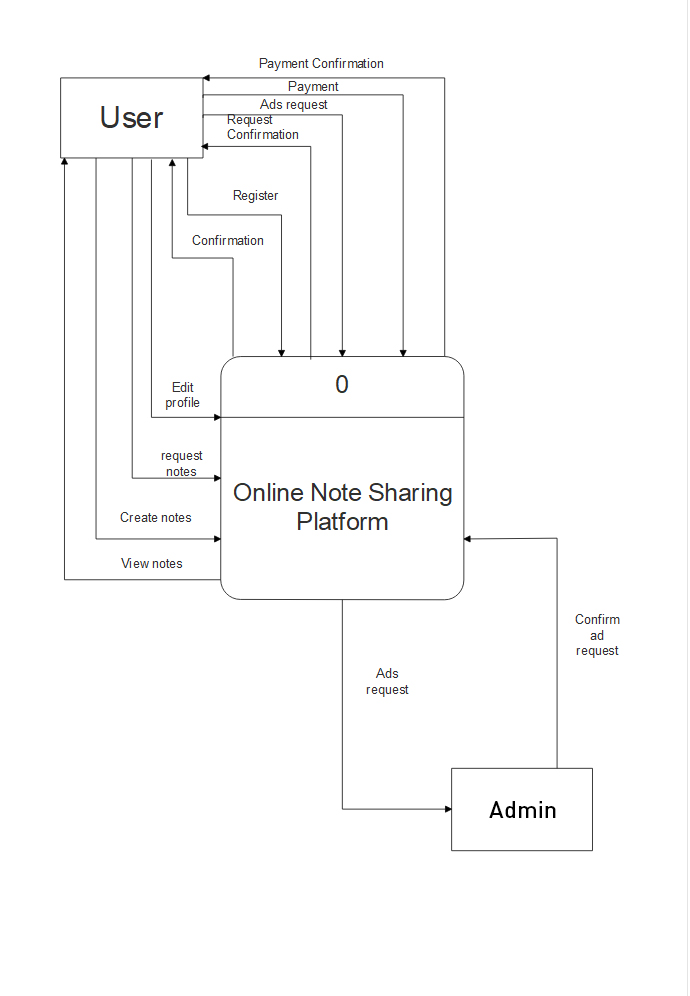 Payment Confirmation
Payment
Ads request
User
Request
Confirmation
Register
Confirmation
0
Edit
profile
request
notes
Online Note Sharing
Platform
Create notes
View notes
Confirm
ad
request
Ads
request
Admin